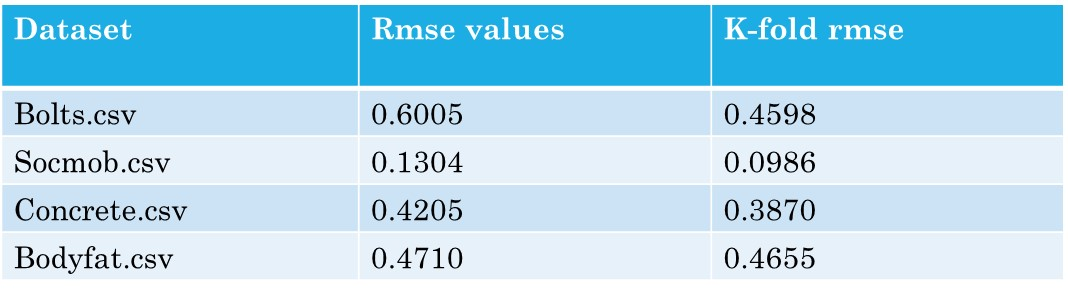 Dataset Rmse values K-fold rmse
Bolts.csv 0.6005 0.4598
Socmob.csv 0.1304 0.0986
Concrete.csv 0.4205 0.3870
Bodyfat.csv 0.4710 0.4655